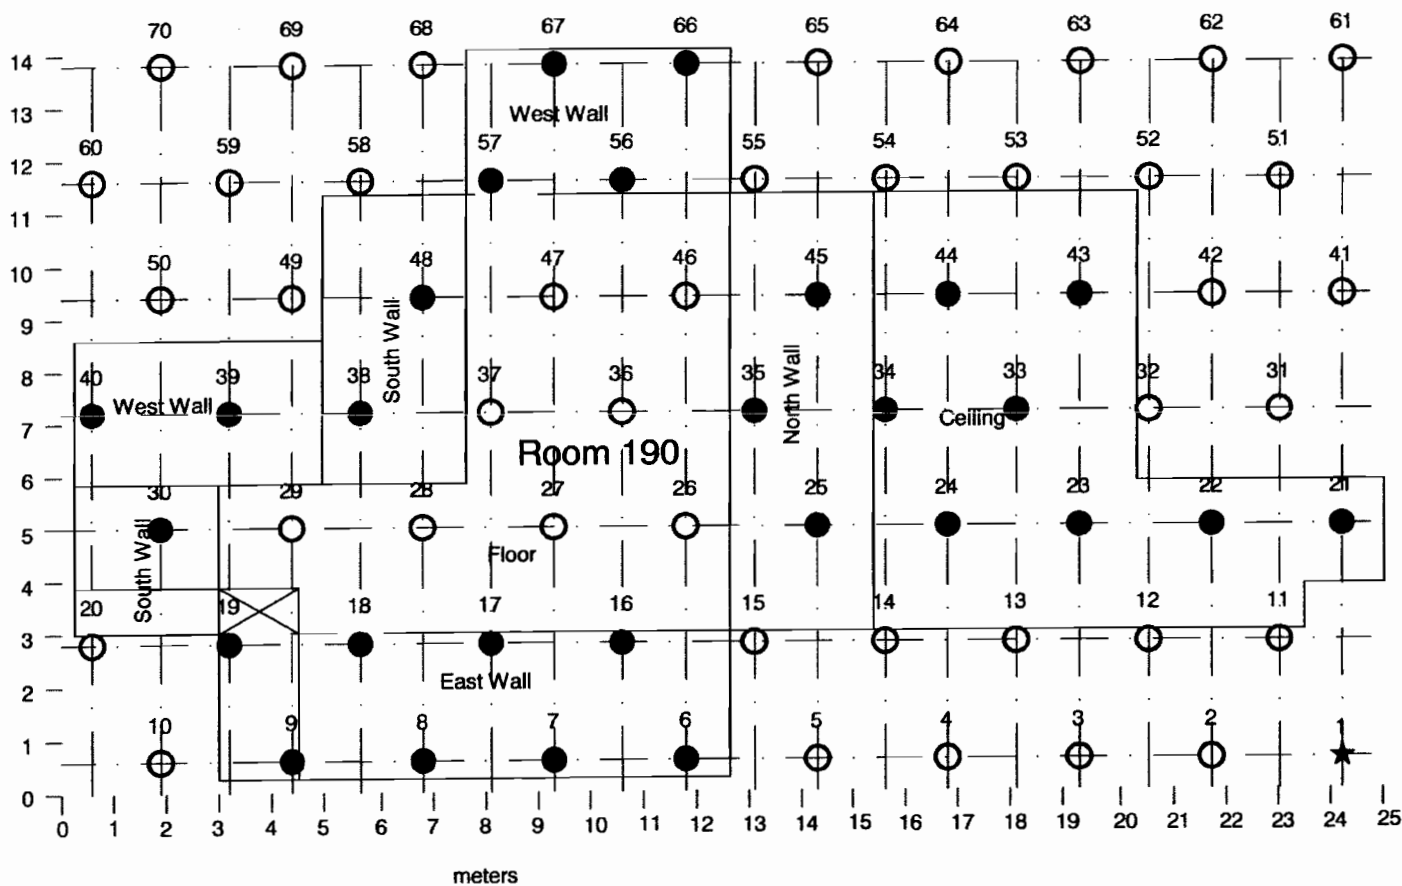 70 69 68 67 66 65 64 63 62 61
14
13
West Wall
60 59 58 57 56 55 54 53 52 51
12
11
50 49 48 47 46 45 44 43 42 41
10
9
South Wall
8
40 39 38 37 36 35 34 33 32 31
West Wall
North Wall
Ceiling
7
Room 190
6
30 29 28 27 26 25 24 23 22 21
5
South Wall
Floor
4
20 19 18 17 16 15 14 13 12 11
3
East Wall
2
10 9 8 7 6 5 4 3 2 1
1
0
0 1 2 3 4 5 6 7 8 9 10 11 12 13 14 15 16 17 18 19 20 21 22 23 24 25
meters